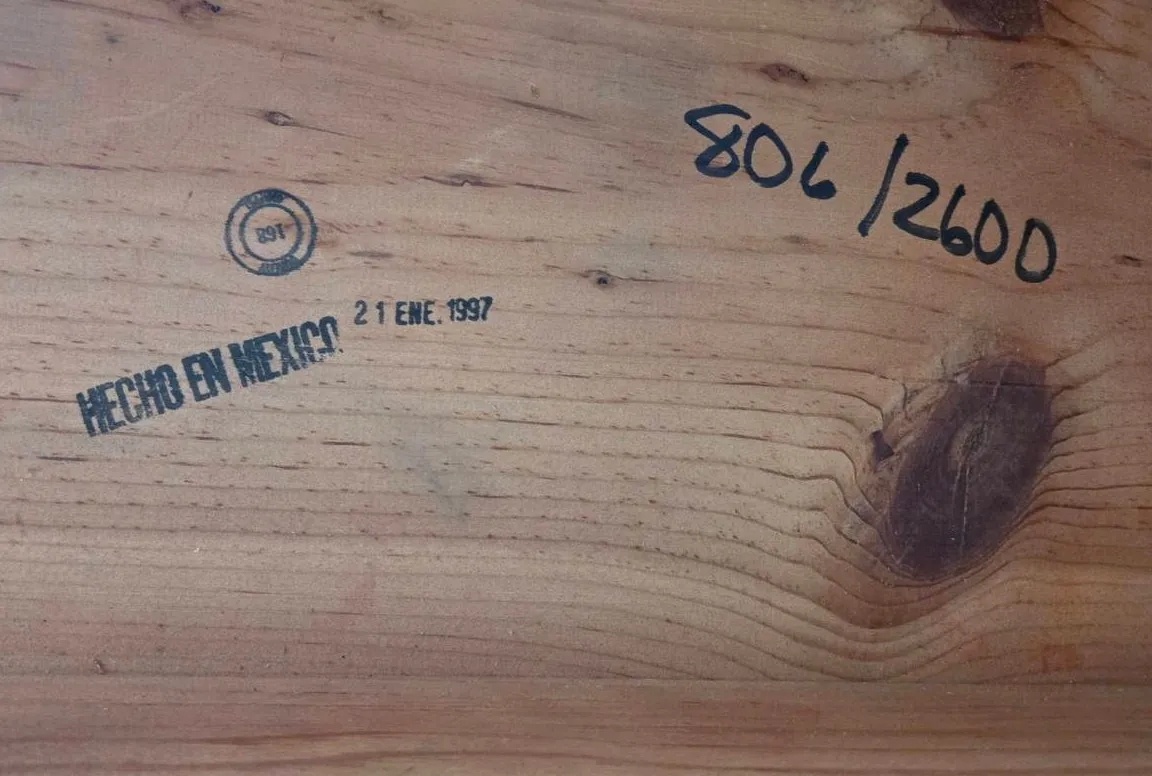 806/2600
168
21 ENE. 1997
HECHO EN MEXICO